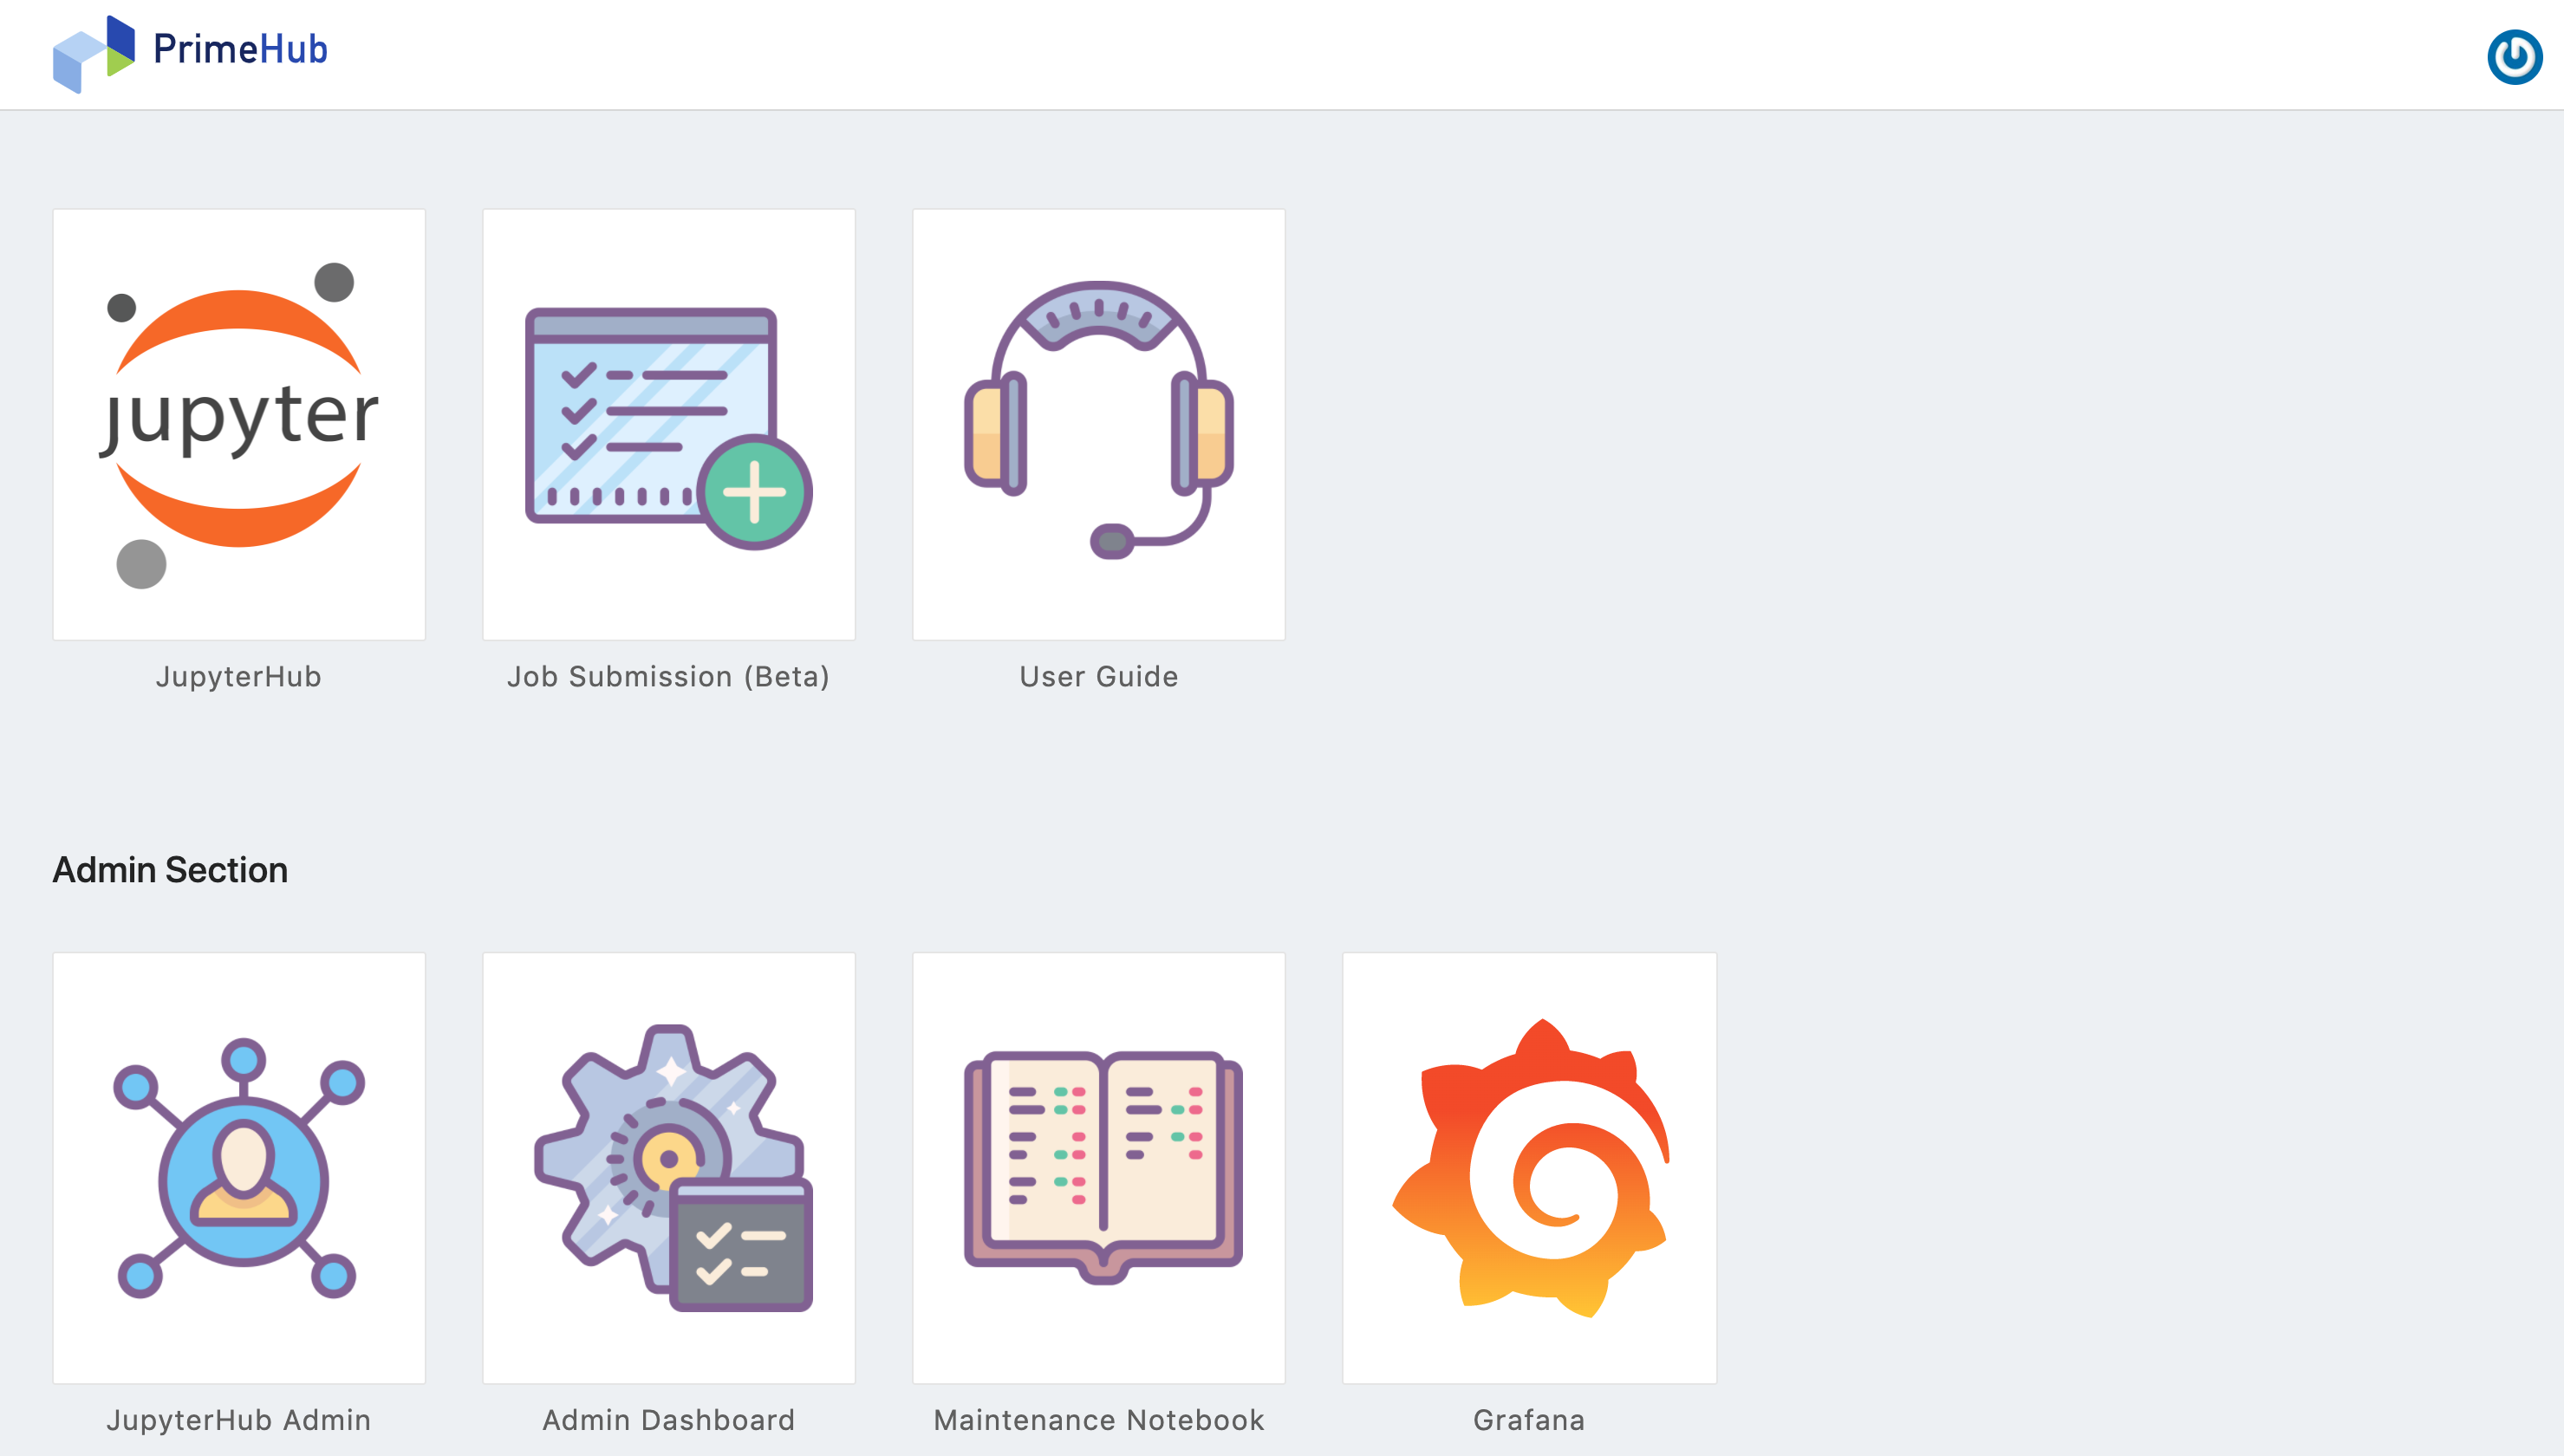 PrimeHub
jupyter
JupyterHub
Job Submission (Beta)
User Guide
Admin Section
JupyterHub Admin
Admin Dashboard
Maintenance Notebook
Grafana